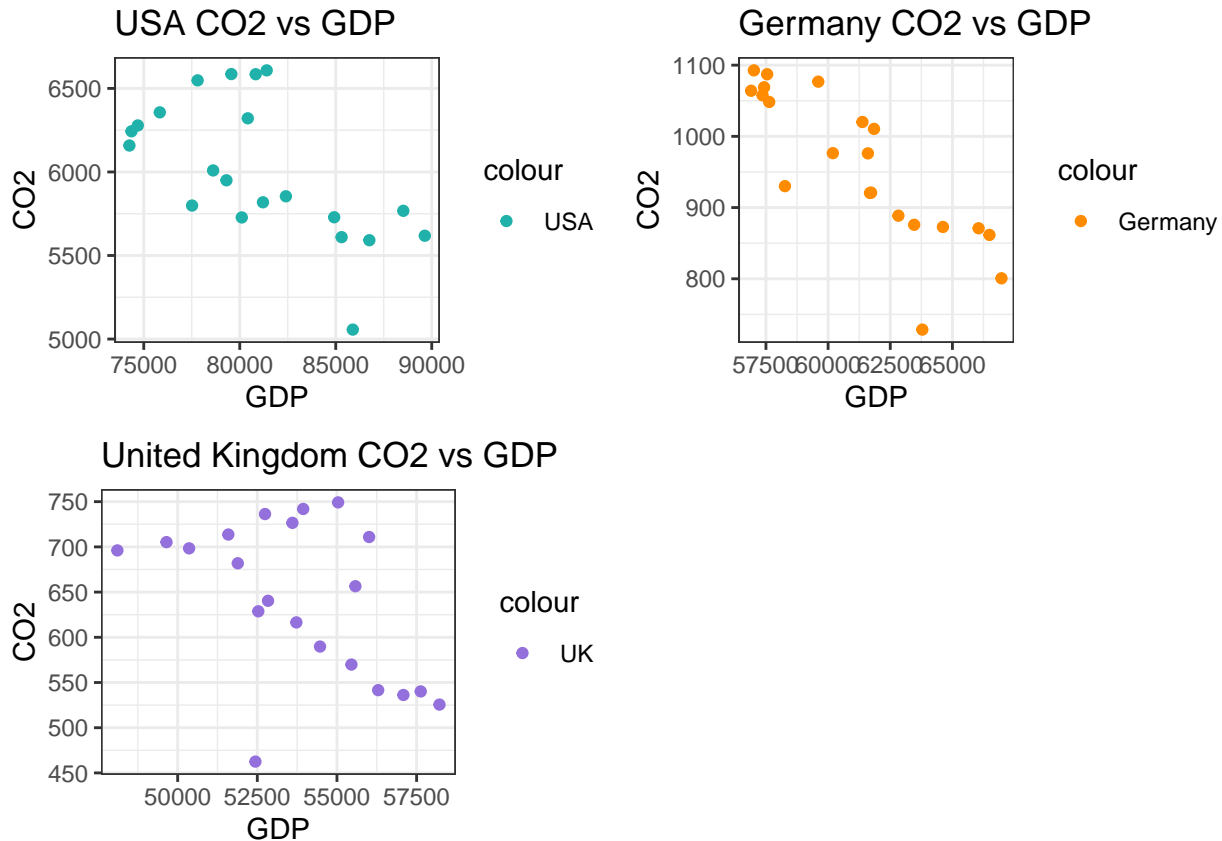 USA CO2 vs GDP
CO2
6500
6000
5500
5000
75000 80000 85000 90000
GDP
colour
USA
Germany CO2 vs GDP
CO2
1100
1000
900
800
57500 60000 62500 65000
GDP
colour
Germany
United Kingdom CO2 vs GDP
CO2
750
700
650
600
550
500
450
50000 52500 55000 57500
GDP
colour
UK